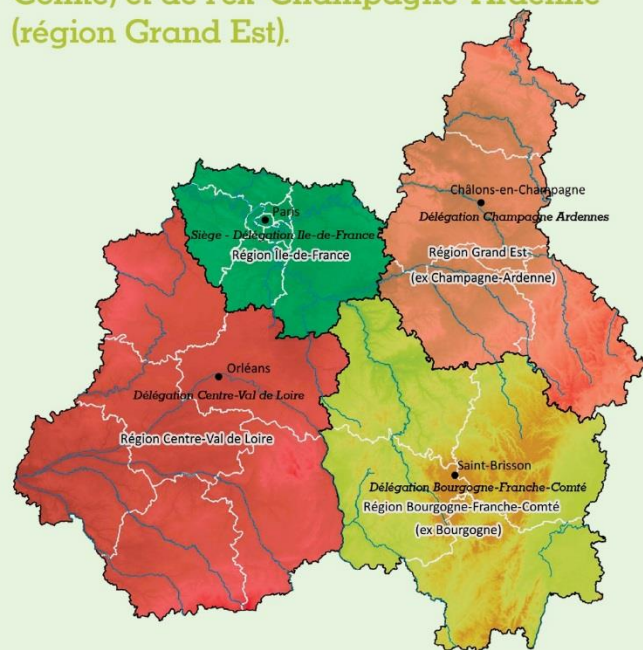 (région Grand Est).
Châlons-en-Champagne
Délégation Champagne Ardennes
Paris
Siège - Délégation Ile-de-France
Région Île-de-France
Région Grand Est
(ex Champagne-Ardenne)
Orléans
Délégation Centre-Val de Loire
Région Centre-Val de Loire
Saint-Brisson
Délégation Bourgogne-Franche-Comté
Région Bourgogne-Franche-Comté
(ex Bourgogne)